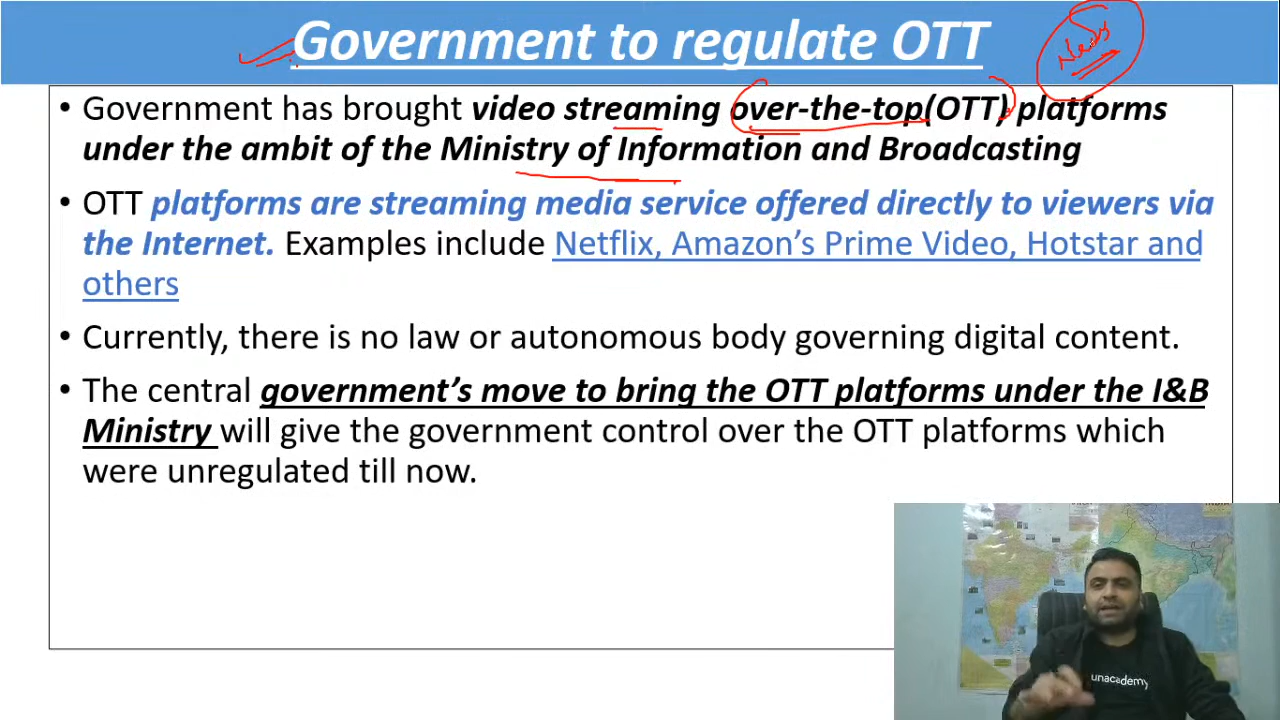 Government to regulate OTT
News
• Government has brought video streaming over-the-top(OTT) platforms
under the ambit of the Ministry of Information and Broadcasting
• OTT platforms are streaming media service offered directly to viewers via
the Internet. Examples include Netflix, Amazon’s Prime Video, Hotstar and
others
• Currently, there is no law or autonomous body governing digital content.
• The central government’s move to bring the OTT platforms under the I&B
Ministry will give the government control over the OTT platforms which
were unregulated till now.
unacademy